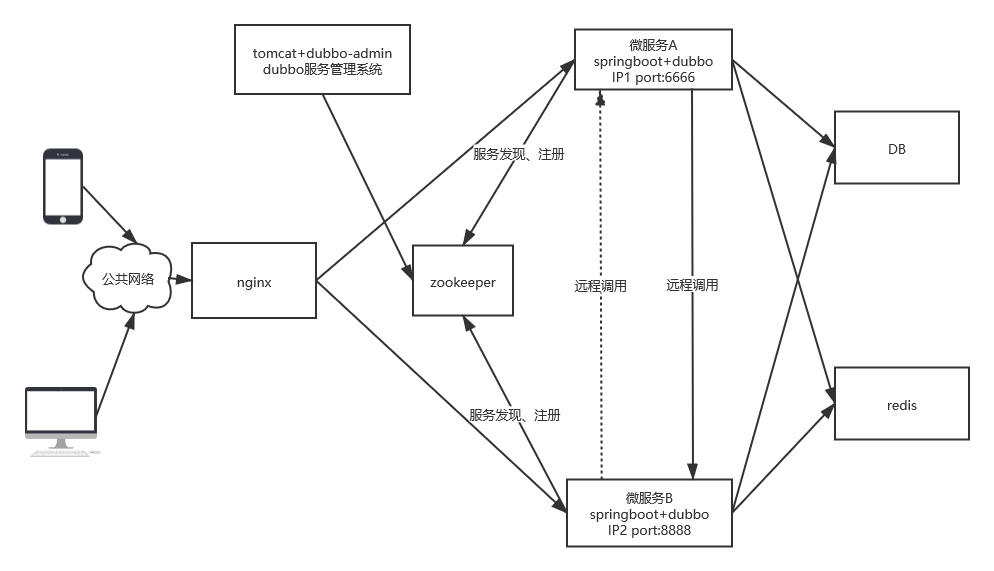 tomcat+dubbo-admin
dubbo服务管理系统
微服务A
springboot+dubbo
IP1 port:6666
DB
服务发现、注册
公共网络
nginx
zookeeper
远程调用
远程调用
redis
服务发现、注册
微服务B
springboot+dubbo
IP2 port:8888